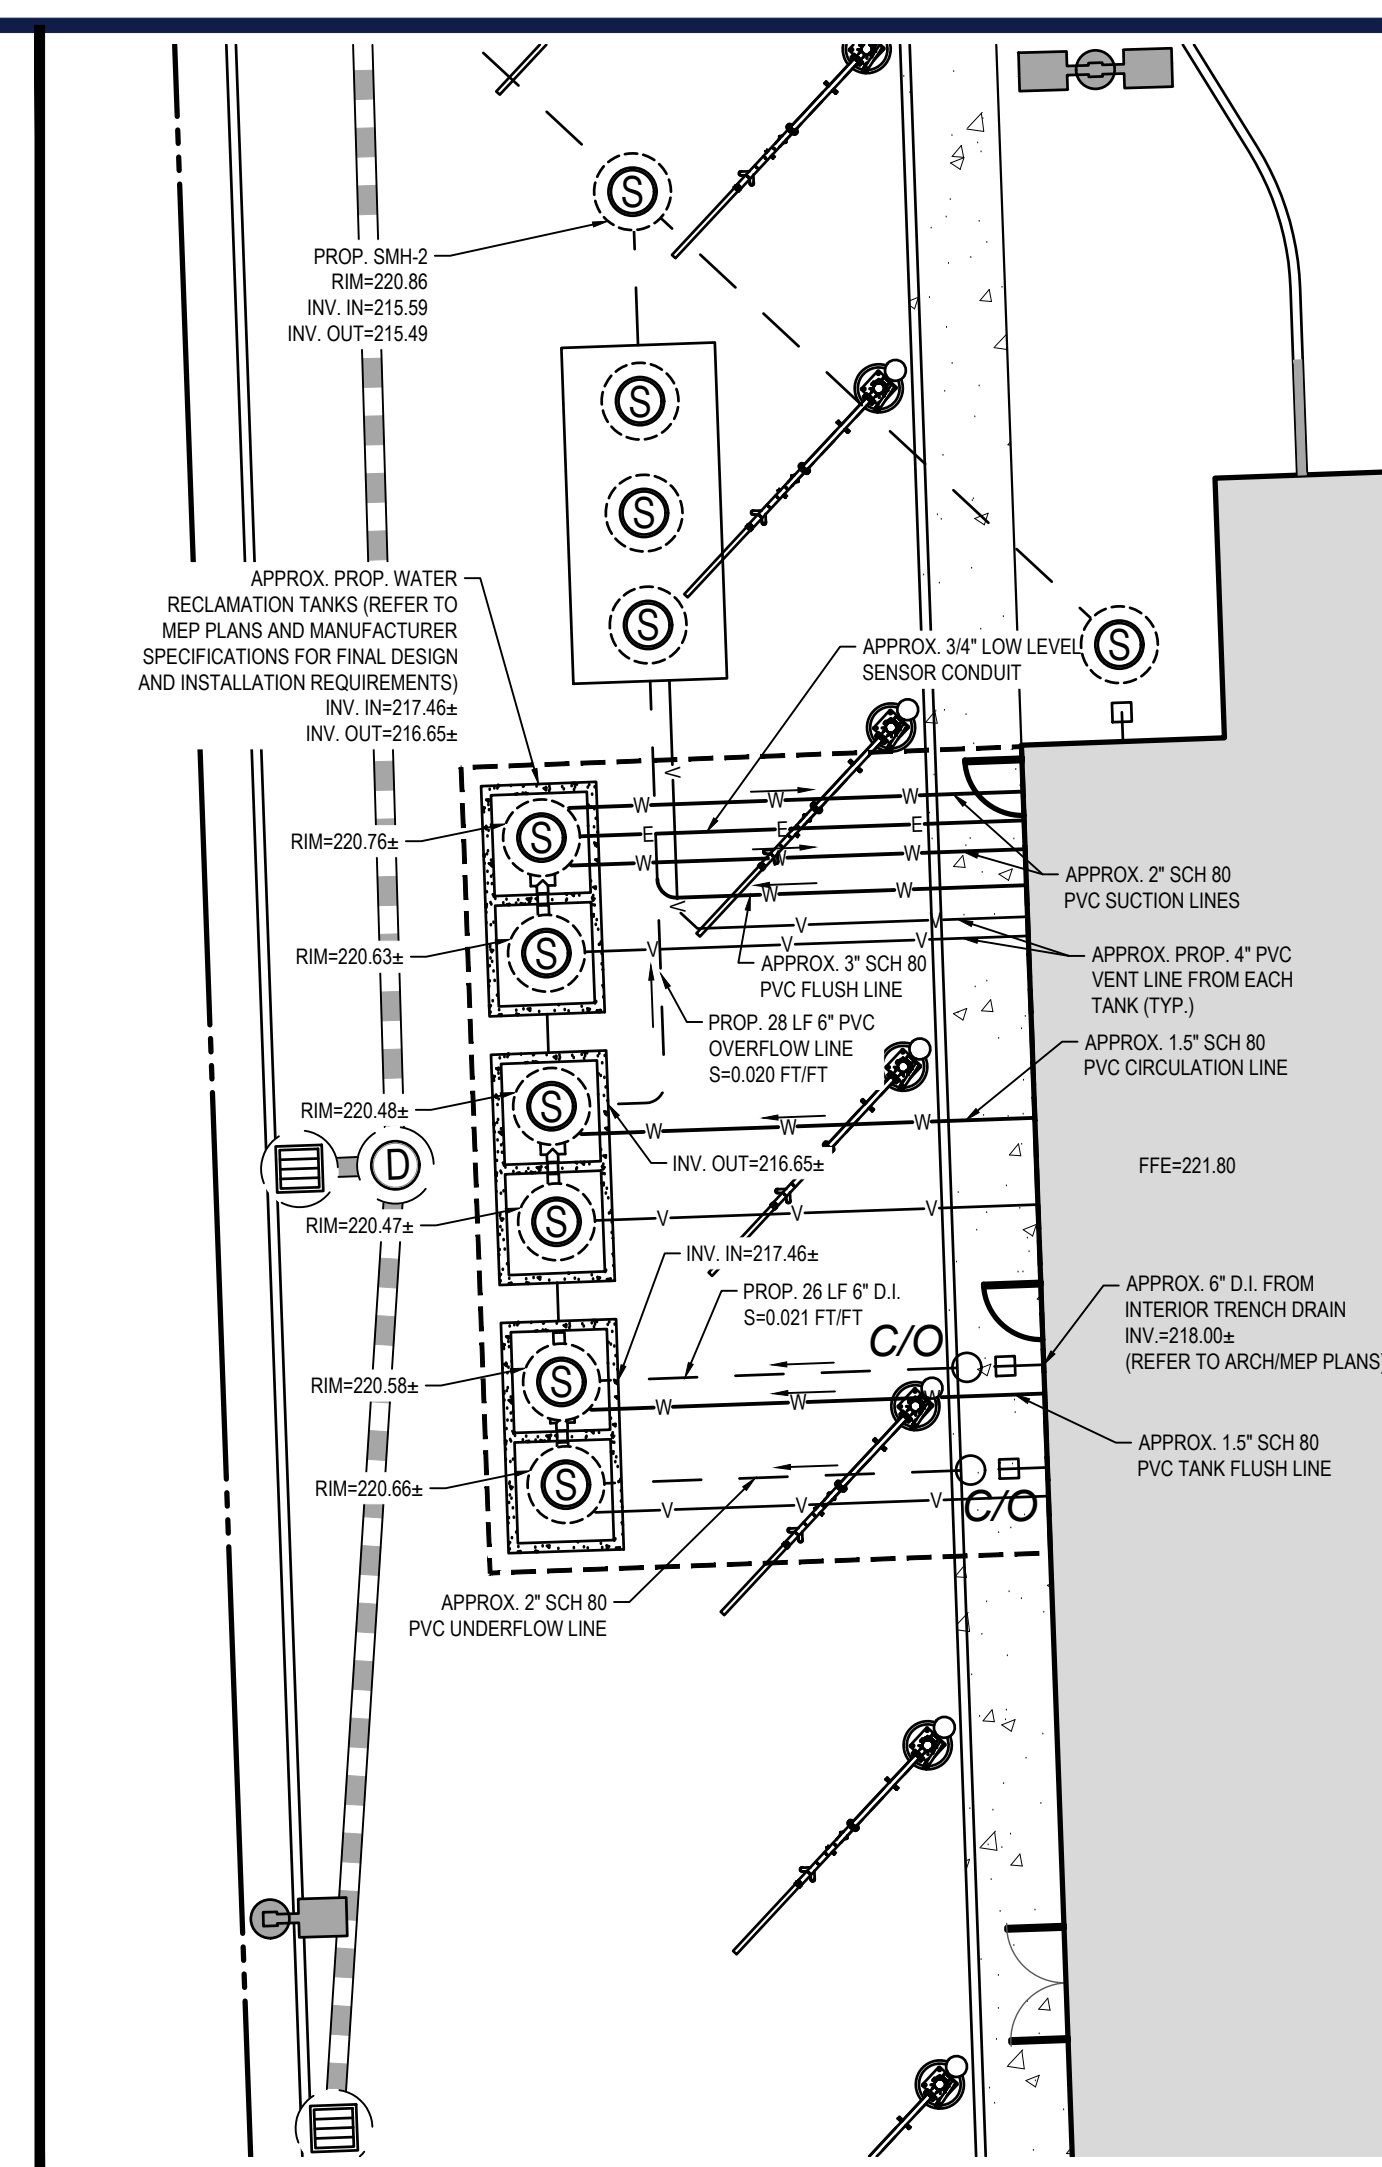 S
PROP. SMH-2
RIM=220.86
INV. IN=215.59
INV. OUT=215.49
S
S
S
APPROX. PROP. WATER
RECLAMATION TANKS (REFER TO
MEP PLANS AND MANUFACTURER
SPECIFICATIONS FOR FINAL DESIGN
AND INSTALLATION REQUIREMENTS)
INV. IN=217.46±
INV. OUT=216.65±
APPROX. 3/4" LOW LEVEL
SENSOR CONDUIT
S
V
W W W
RIM=220.76±
S
E E E
W W W
APPROX. 2" SCH 80
PVC SUCTION LINES
W W
V
V V
RIM=220.63±
S
V V V
APPROX. 3" SCH 80
PVC FLUSH LINE
APPROX. PROP. 4" PVC
VENT LINE FROM EACH
TANK (TYP.)
PROP. 28 LF 6" PVC
OVERFLOW LINE
S=0.020 FT/FT
APPROX. 1.5" SCH 80
PVC CIRCULATION LINE
RIM=220.48±
S
W W W
D
INV. OUT=216.65±
FFE=221.80
RIM=220.47±
S
V V V
INV. IN=217.46±
PROP. 26 LF 6" D.I.
S=0.021 FT/FT
APPROX. 6" D.I. FROM
INTERIOR TRENCH DRAIN
INV.=218.00±
(REFER TO ARCH/MEP PLANS)
C/O
RIM=220.58±
S
W W W
APPROX. 1.5" SCH 80
PVC TANK FLUSH LINE
RIM=220.66±
S
V V V
C/O
APPROX. 2" SCH 80
PVC UNDERFLOW LINE